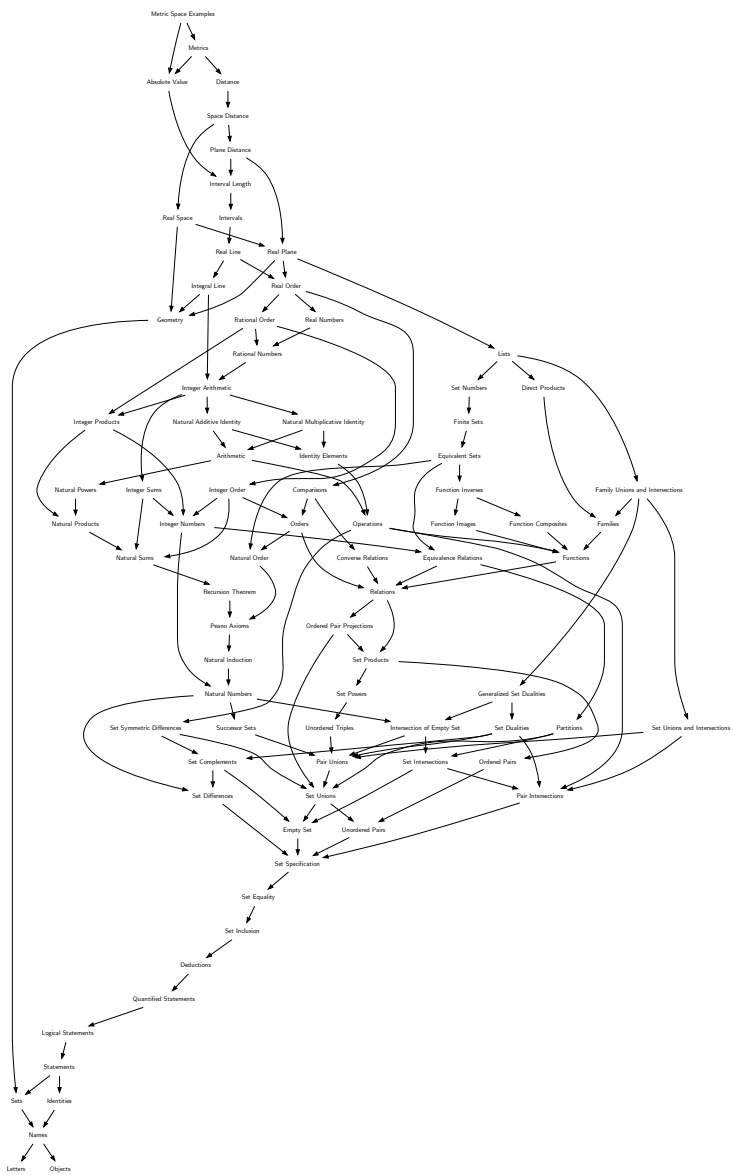 Metric Space Examples
Metrics
Absolute Value
Distance
Space Distance
Plane Distance
Interval Length
Real Space
Intervals
Real Line
Real Plane
Integral Line
Real Order
Geometry
Rational Order
Real Numbers
Rational Numbers
Lists
Integer Arithmetic
Set Numbers
Direct Products
Integer Products
Natural Additive Identity
Natural Multiplicative Identity
Finite Sets
Arithmetic
Identity Elements
Equivalent Sets
Natural Powers
Integer Sums
Integer Order
Comparisons
Function Inverses
Family Unions and Intersections
Natural Products
Integer Numbers
Orders
Operations
Function Images
Function Composites
Families
Natural Sums
Natural Order
Converse Relations
Equivalence Relations
Functions
Recursion Theorem
Relations
Peano Axioms
Ordered Pair Projections
Natural Induction
Set Products
Natural Numbers
Set Powers
Generalized Set Dualities
Set Symmetric Differences
Successor Sets
Unordered Triples
Intersection of Empty Set
Set Dualities
Partitions
Set Unions and Intersections
Set Complements
Pair Unions
Set Intersections
Ordered Pairs
Set Differences
Set Unions
Pair Intersections
Empty Set
Unordered Pairs
Set Specification
Set Equality
Set Inclusion
Deductions
Quantified Statements
Logical Statements
Statements
Sets
Identities
Names
Letters
Objects